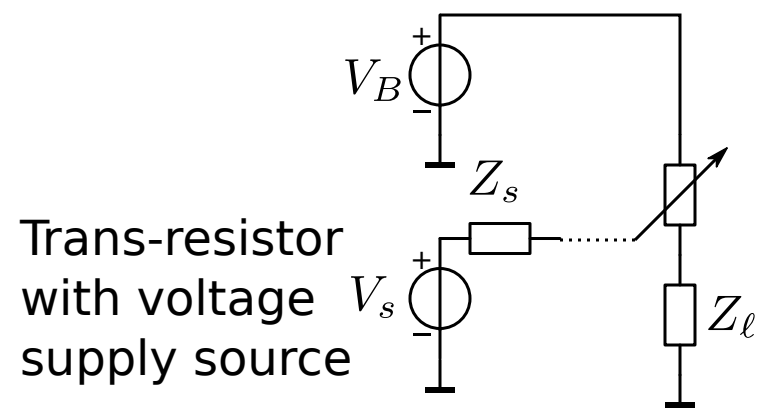 +
V_B
−
Z_s
Trans-resistor
with voltage
supply source
+
V_s
−
Z_ℓ